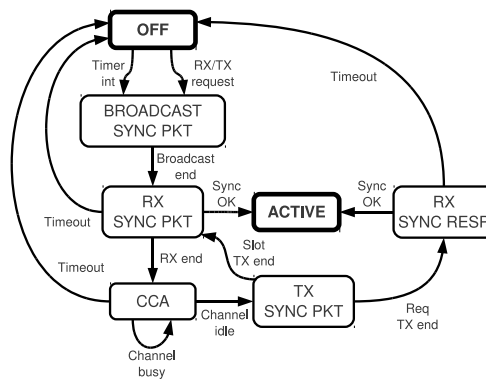 OFF
Timer
int
RX/TX
request
Timeout
BROADCAST
SYNC PKT
Broadcast
end
RX
SYNC PKT
Sync
OK
ACTIVE
Sync
OK
RX
SYNC RESP
Timeout
RX end
Slot
TX end
Timeout
CCA
Channel
idle
TX
SYNC PKT
Req
TX end
Channel
busy